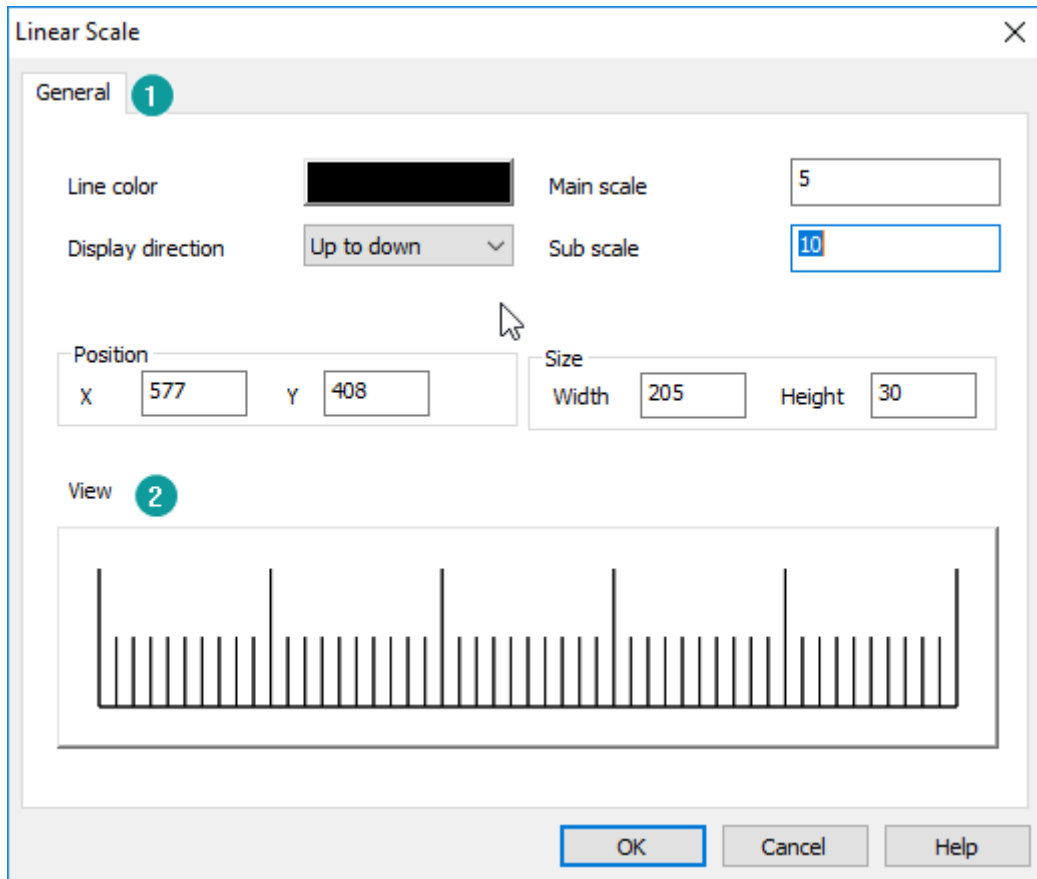 Linear Scale
General 1
Line color
Main scale 5
Display direction Up to down
Sub scale 10
Position
X 577 Y 408
Size
Width 205 Height 30
View 2
OK Cancel Help